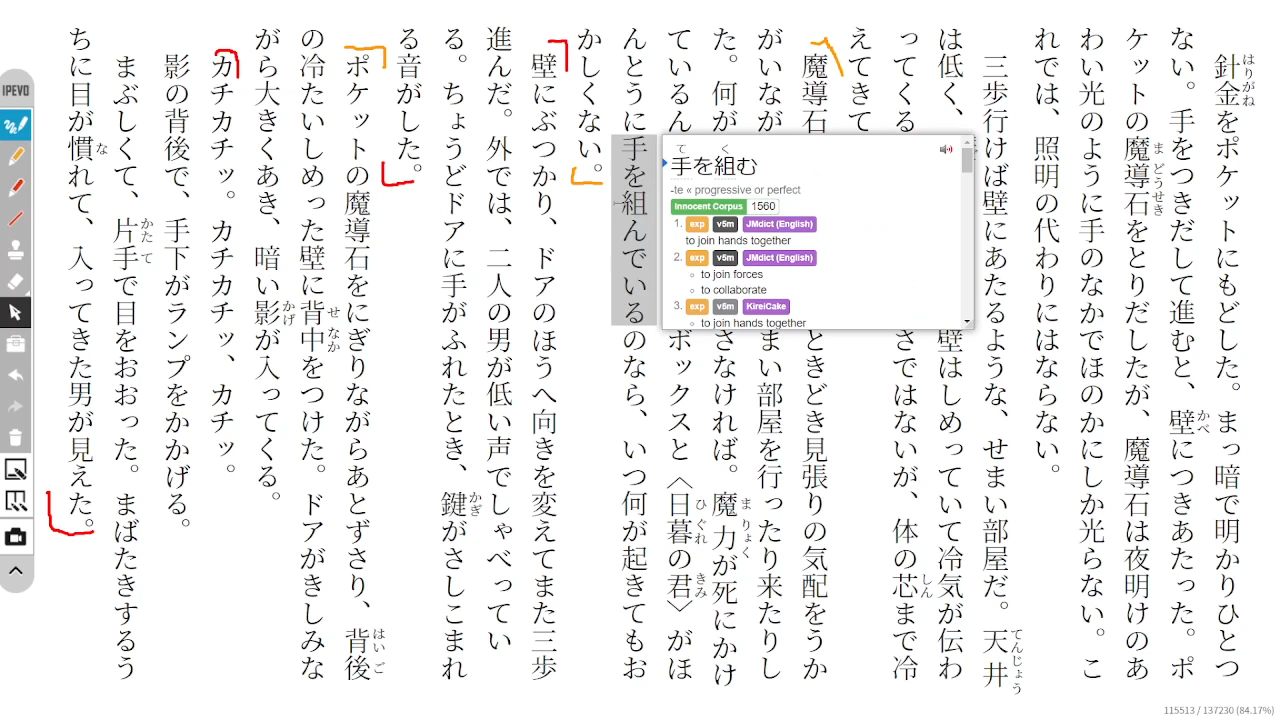 針金をポケットにもどした。まっ暗で明かりひとつ
ない。手をつきだして進むと、壁につきあたった。ポ
ケットの魔導石をとりだしたが、魔導石は夜明けのあ
わい光のように手のなかでほのかにしか光らない。こ
れでは、照明の代わりにはならない。
三歩行けば壁にあたるような、せまい部屋だ。天井
は低く、 壁はしめっていて冷気が伝わ
ってくる さではないが、体の芯まで冷
えてきて
魔導石 ときどき見張りの気配をうか
がいなが まい部屋を行ったり来たりし
た。何が さなければ。魔力が死にかけ
ているん ボックスと〈日暮の君〉がほ
んとうに手を組んでいるのなら、いつ何が起きてもお
かしくない。
壁にぶつかり、ドアのほうへ向きを変えてまた三歩
進んだ。外では、二人の男が低い声でしゃべってい
る。ちょうどドアに手がふれたとき、鍵がさしこまれ
る音がした。
ポケットの魔導石をにぎりながらあとずさり、背後
の冷たいしめった壁に背中をつけた。ドアがきしみな
がら大きくあき、暗い影が入ってくる。
カチカチッ。カチカチッ、カチッ。
影の背後で、手下がランプをかかげる。
まぶしくて、片手で目をおおった。まばたきするう
ちに目が慣れて、入ってきた男が見えた。
手を組む
-te « progressive or perfect
Innocent Corpus 1560
1. exp v5m JMdict (English)
to join hands together
2. exp v5m JMdict (English)
to join forces
to collaborate
3. exp v5m KireiCake
to join hands together
IPEVO
115513 / 137230 (84.17%)